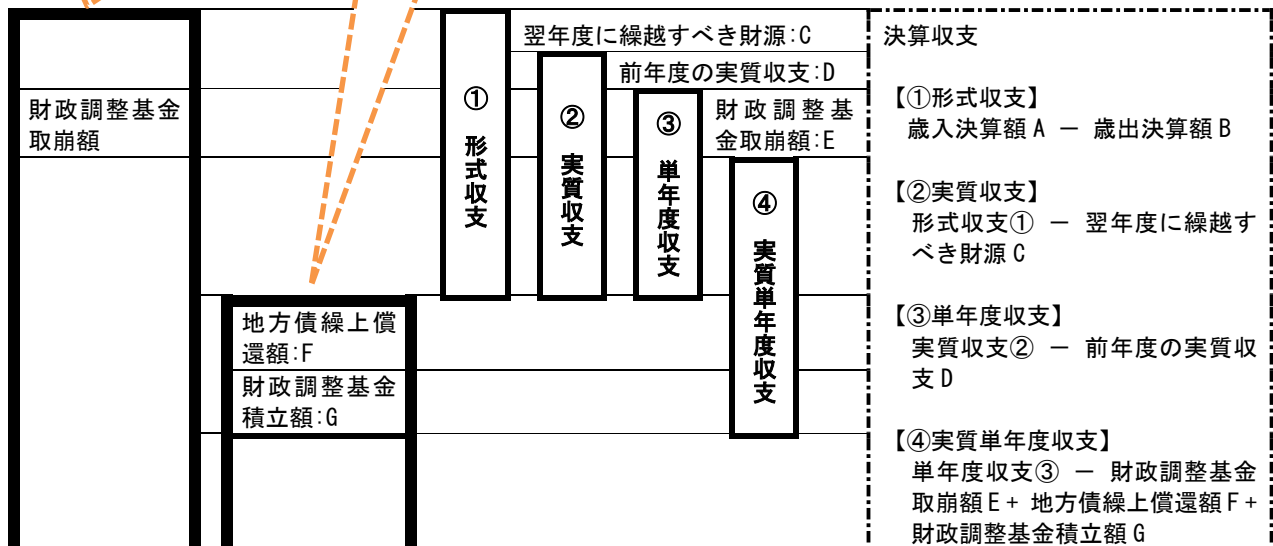 財政調整基金
取崩額
地方債繰上償
還額:F
財政調整基金
積立額:G
①形式収支
翌年度に繰越すべき財源:C
②実質収支
前年度の実質収支:D
③単年度収支
財政調整基
金取崩額:E
④実質単年度収支
決算収支
【①形式収支】
歳入決算額A － 歳出決算額B
【②実質収支】
形式収支① － 翌年度に繰越す
べき財源C
【③単年度収支】
実質収支② － 前年度の実質収
支D
【④実質単年度収支】
単年度収支③ － 財政調整基金
取崩額E+ 地方債繰上償還額F+
財政調整基金積立額G